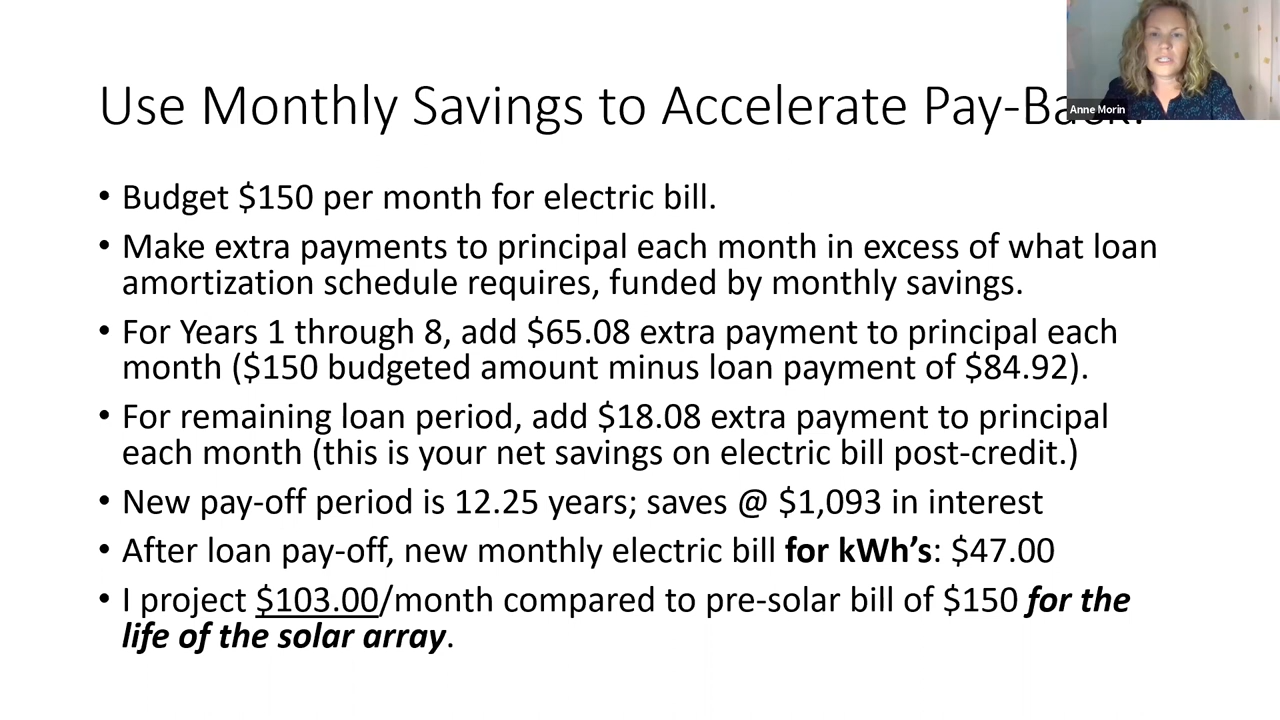 Use Monthly Savings to Accelerate Pay-Back!
Anne Morin
• Budget $150 per month for electric bill.
• Make extra payments to principal each month in excess of what loan
amortization schedule requires, funded by monthly savings.
• For Years 1 through 8, add $65.08 extra payment to principal each
month ($150 budgeted amount minus loan payment of $84.92).
• For remaining loan period, add $18.08 extra payment to principal
each month (this is your net savings on electric bill post-credit.)
• New pay-off period is 12.25 years; saves @ $1,093 in interest
• After loan pay-off, new monthly electric bill for kWh’s: $47.00
• I project $103.00/month compared to pre-solar bill of $150 for the
life of the solar array.